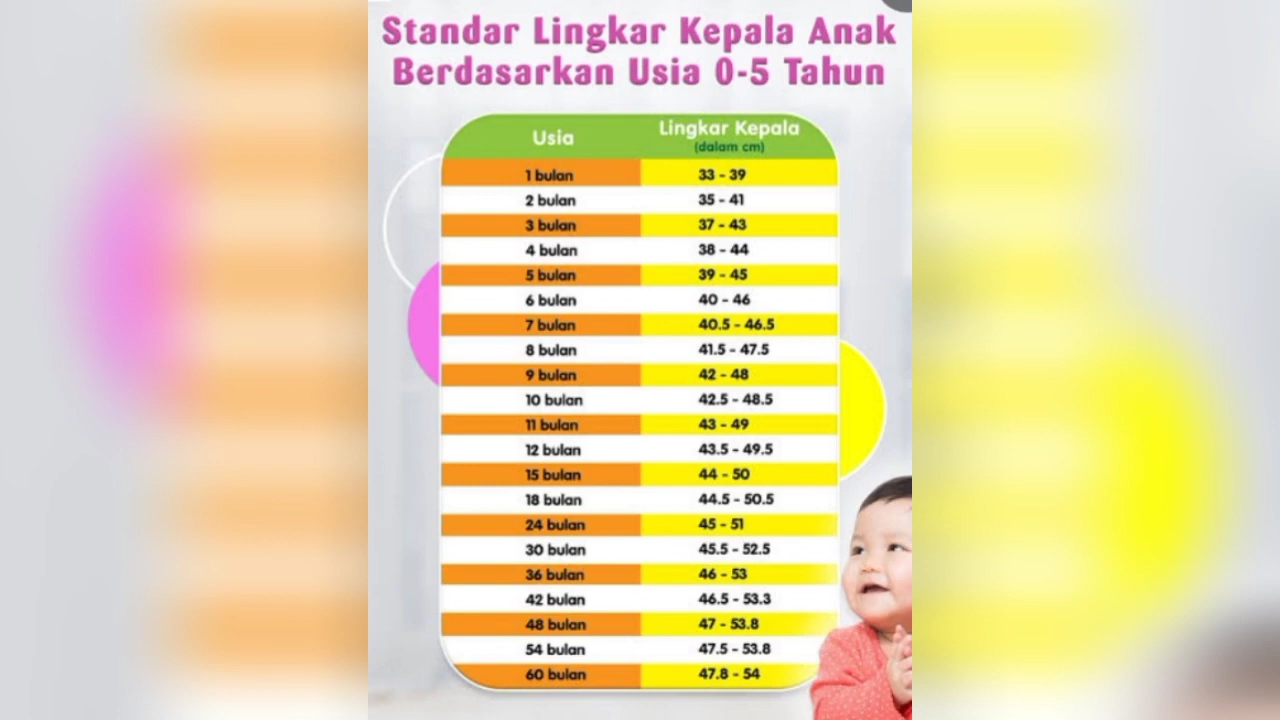 Standar Lingkar Kepala Anak
Berdasarkan Usia 0-5 Tahun
Usia Lingkar Kepala
(dalam cm)
1 bulan 33 - 39
2 bulan 35 - 41
3 bulan 37 - 43
4 bulan 38 - 44
5 bulan 39 - 45
6 bulan 40 - 46
7 bulan 40.5 - 46.5
8 bulan 41.5 - 47.5
9 bulan 42 - 48
10 bulan 42.5 - 48.5
11 bulan 43 - 49
12 bulan 43.5 - 49.5
15 bulan 44 - 50
18 bulan 44.5 - 50.5
24 bulan 45 - 51
30 bulan 45.5 - 52.5
36 bulan 46 - 53
42 bulan 46.5 - 53.3
48 bulan 47 - 53.8
54 bulan 47.5 - 53.8
60 bulan 47.8 - 54